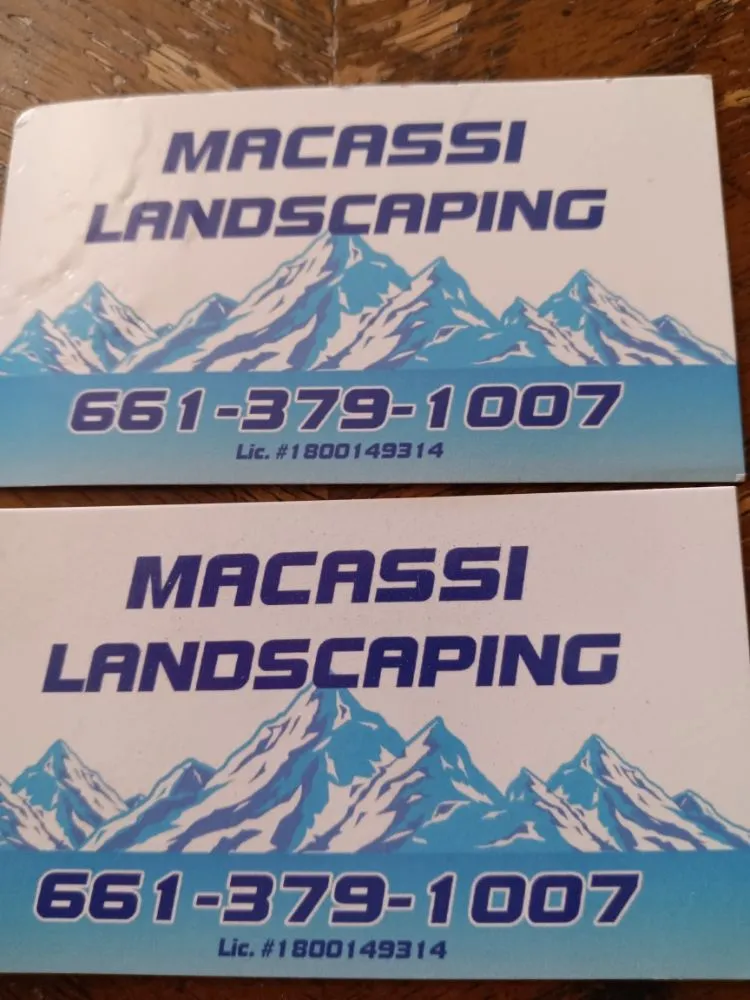 MACASSI
LANDSCAPING
661-379-1007
Lic. #1800149314
MACASSI
LANDSCAPING
661-379-1007
Lic. #1800149314